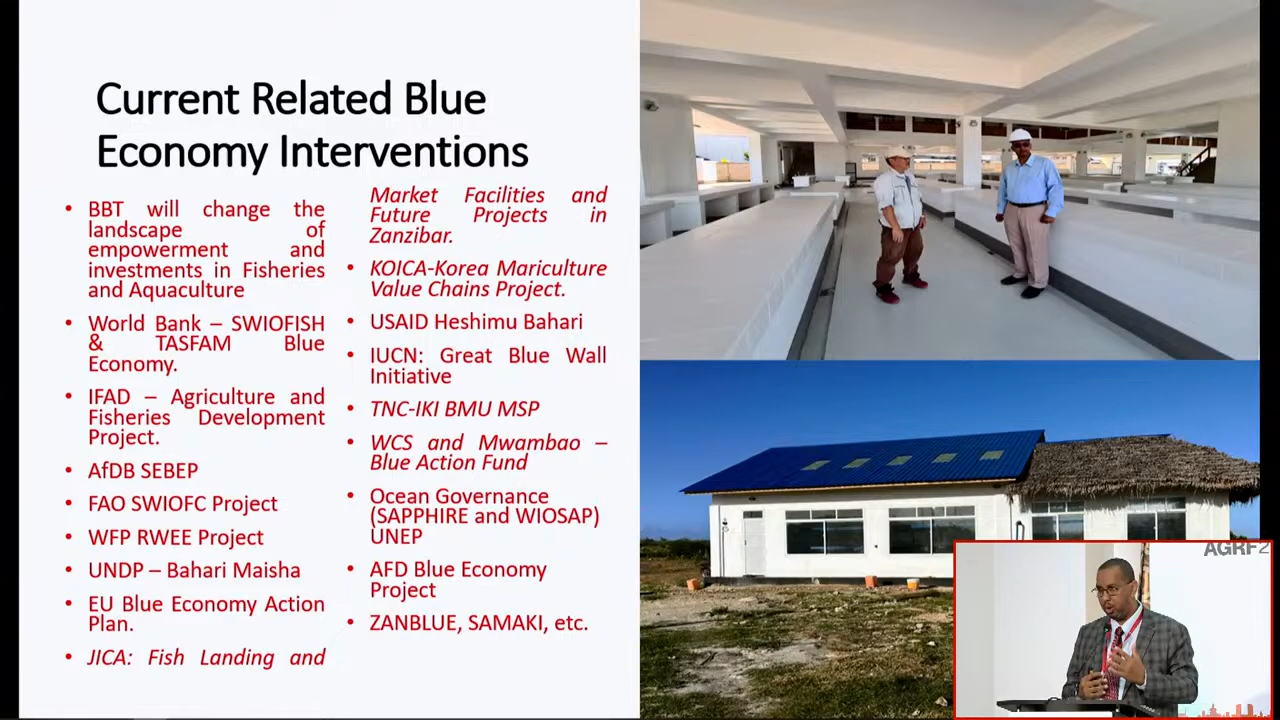 Current Related Blue
Economy Interventions
• BBT will change the
landscape of
empowerment and
investments in Fisheries
and Aquaculture
• World Bank – SWIOFISH
& TASFAM Blue
Economy.
• IFAD – Agriculture and
Fisheries Development
Project.
• AfDB SEBEP
• FAO SWIOFC Project
• WFP RWEE Project
• UNDP – Bahari Maisha
• EU Blue Economy Action
Plan.
• JICA: Fish Landing and
Market Facilities and
Future Projects in
Zanzibar.
• KOICA-Korea Mariculture
Value Chains Project.
• USAID Heshimu Bahari
• IUCN: Great Blue Wall
Initiative
• TNC-IKI BMU MSP
• WCS and Mwambao –
Blue Action Fund
• Ocean Governance
(SAPPHIRE and WIOSAP)
UNEP
• AFD Blue Economy
Project
• ZANBLUE, SAMAKI, etc.
AGRF2